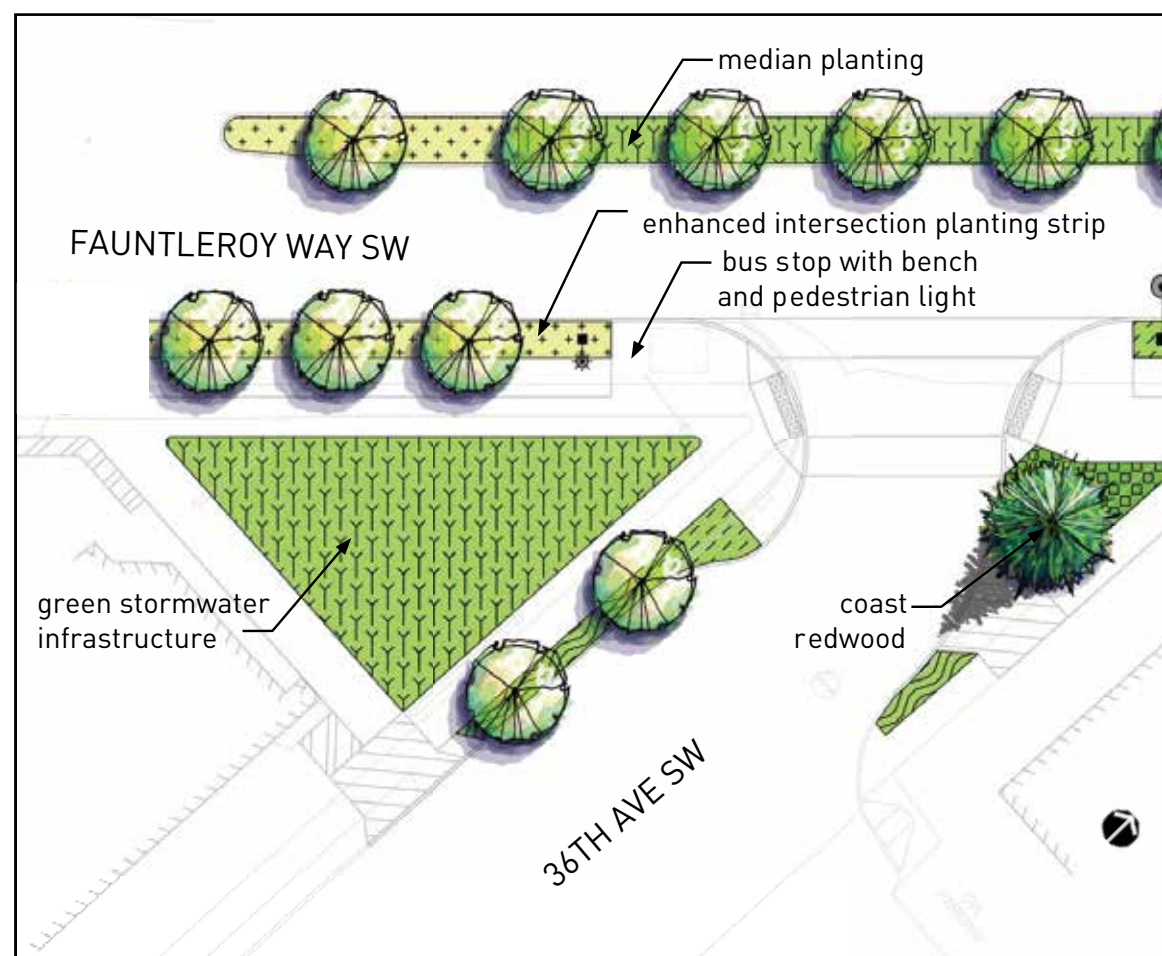 median planting
enhanced intersection planting strip
FAUNTLEROY WAY SW
bus stop with bench
and pedestrian light
green stormwater
infrastructure
coast
redwood
36TH AVE SW